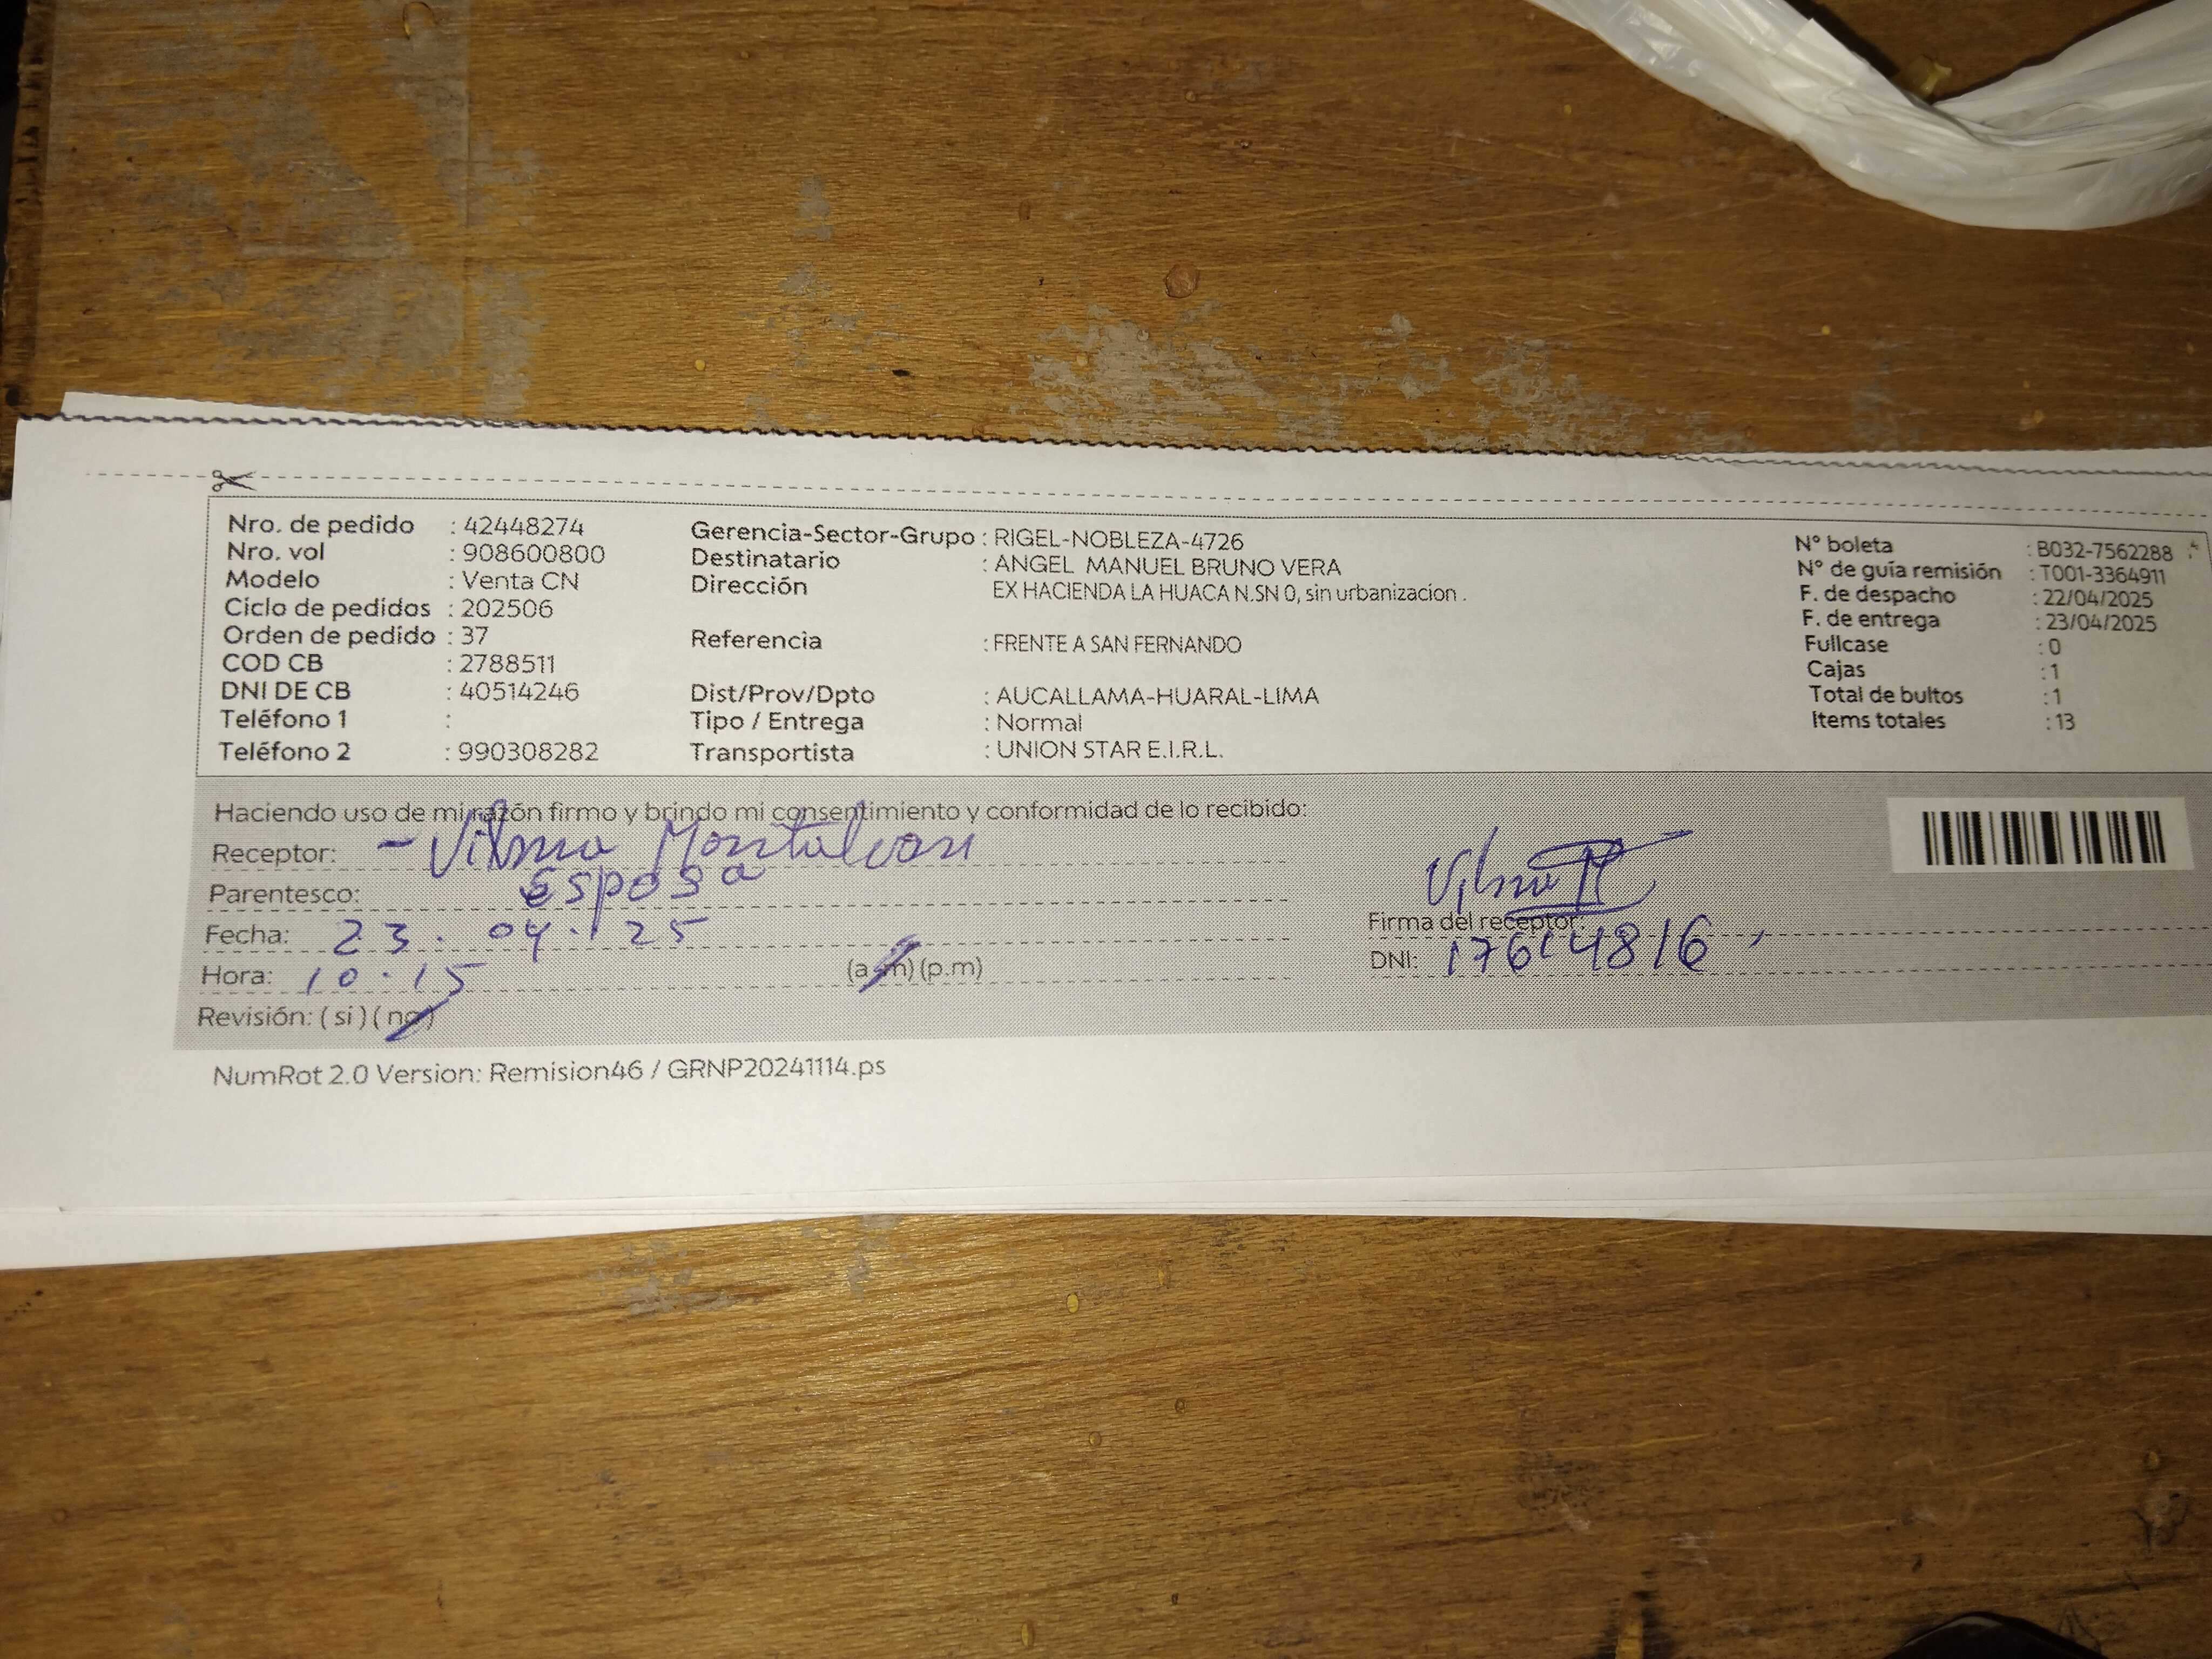 Nro. de pedido : 42448274
Nro. vol : 908600800
Modelo : Venta CN
Ciclo de pedidos : 202506
Orden de pedido : 37
COD CB : 2788511
DNI DE CB : 40514246
Teléfono 1 :
Teléfono 2 : 990308282
Gerencia-Sector-Grupo : RIGEL-NOBLEZA-4726
Destinatario : ANGEL MANUEL BRUNO VERA
Dirección EX HACIENDA LA HUACA N.SN 0, sin urbanizacion .
Referencia : FRENTE A SAN FERNANDO
Dist/Prov/Dpto : AUCALLAMA-HUARAL-LIMA
Tipo / Entrega : Normal
Transportista : UNION STAR E.I.R.L.
N° boleta : B032-7562288
N° de guía remisión : T001-3364911
F. de despacho : 22/04/2025
F. de entrega : 23/04/2025
Fullcase : 0
Cajas : 1
Total de bultos : 1
Items totales : 13
Haciendo uso de mi razón firmo y brindo mi consentimiento y conformidad de lo recibido:
Receptor: - Vilma
Parentesco: Esposa
Fecha: 23 . 04 . 25
Hora: 10 . 15 (a.m) (p.m)
Revisión: ( si ) ( no )
Vilma M
Firma del receptor:
DNI: 17614816
NumRot 2.0 Version: Remision46 / GRNP20241114.ps